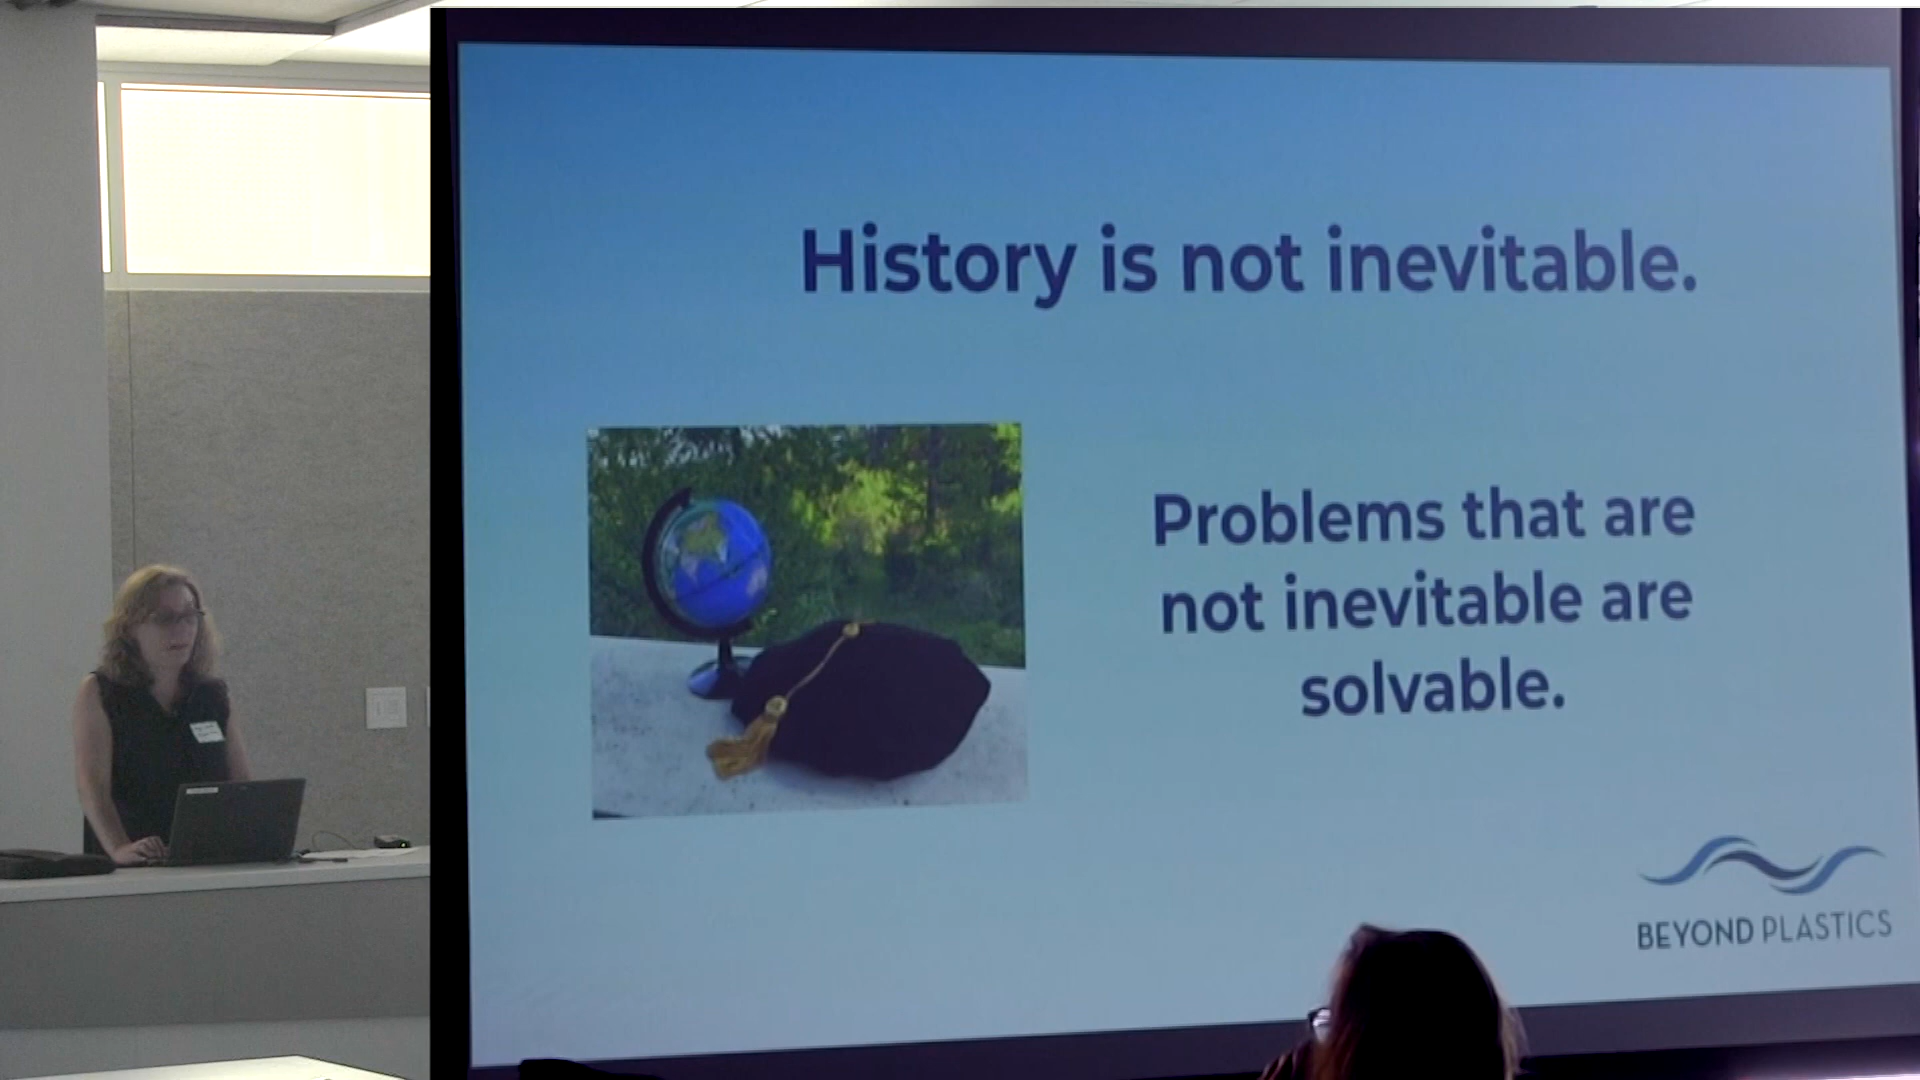 History is not inevitable.
Problems that are
not inevitable are
solvable.
BEYOND PLASTICS